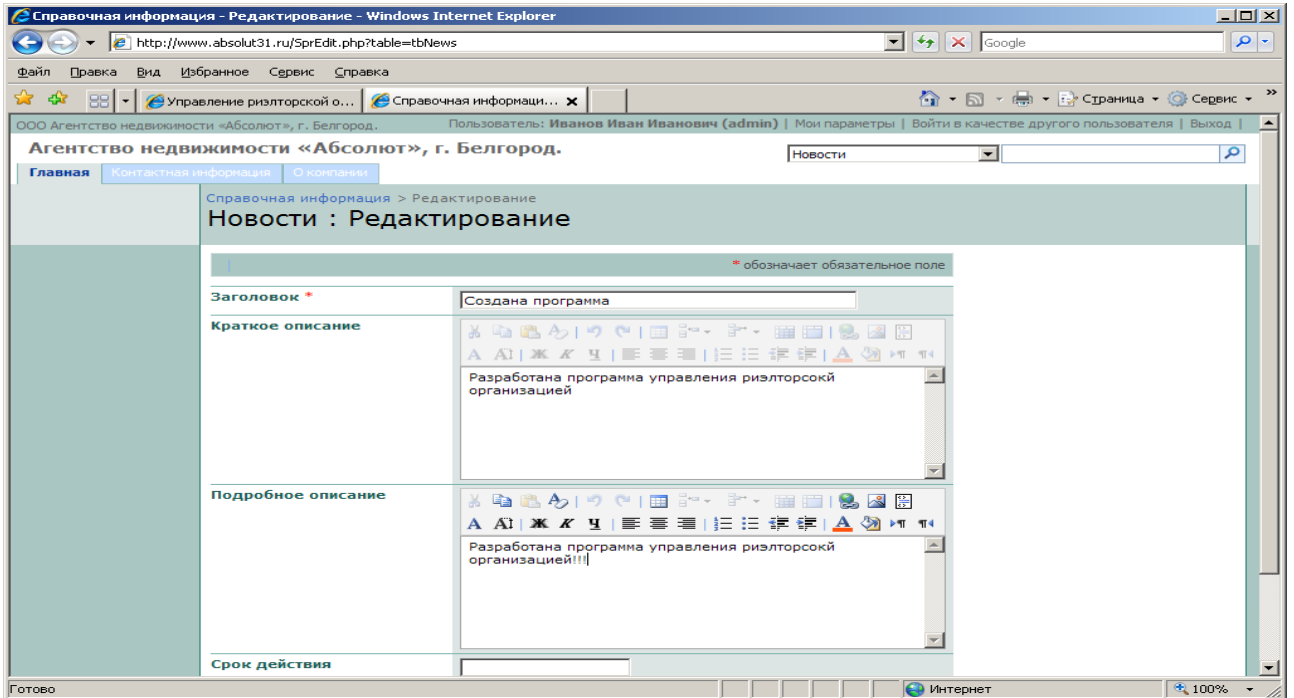 Справочная информация - Редактирование - Windows Internet Explorer
http://www.absolut31.ru/SprEdit.php?table=tbNews
Google
Файл Правка Вид Избранное Сервис Справка
Управление риэлторской о... Справочная информаци... Страница Сервис
ООО Агентство недвижимости «Абсолют», г. Белгород. Пользователь: Иванов Иван Иванович (admin) | Мои параметры | Войти в качестве другого пользователя | Выход |
Агентство недвижимости «Абсолют», г. Белгород.
Новости
Главная Контактная информация О компании
Справочная информация > Редактирование
Новости : Редактирование
* обозначает обязательное поле
Заголовок *
Создана программа
Краткое описание
Ж К Ч
Разработана программа управления риэлторсокй
организацией
Подробное описание
Ж К Ч
Разработана программа управления риэлторсокй
организацией!!!
Срок действия
Готово Интернет 100%